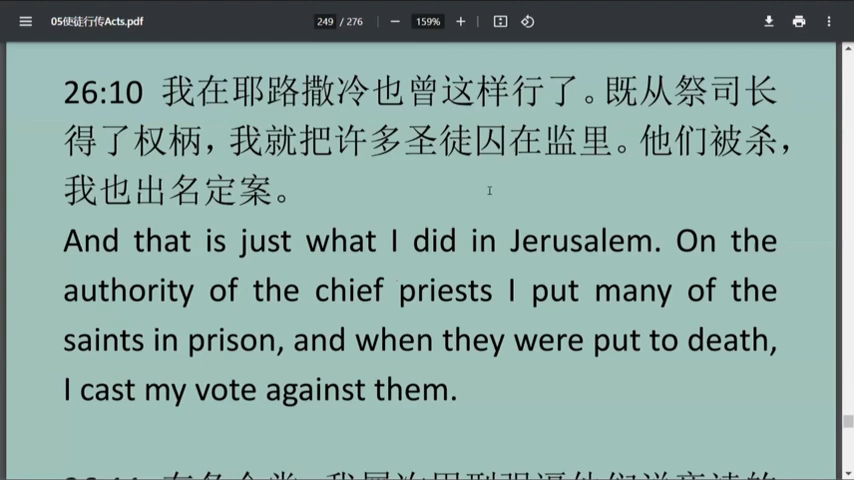 05使徒行传Acts.pdf
249 / 276
159%
26:10 我在耶路撒冷也曾这样行了。既从祭司长
得了权柄，我就把许多圣徒囚在监里。他们被杀，
我也出名定案。
And that is just what I did in Jerusalem. On the
authority of the chief priests I put many of the
saints in prison, and when they were put to death,
I cast my vote against them.